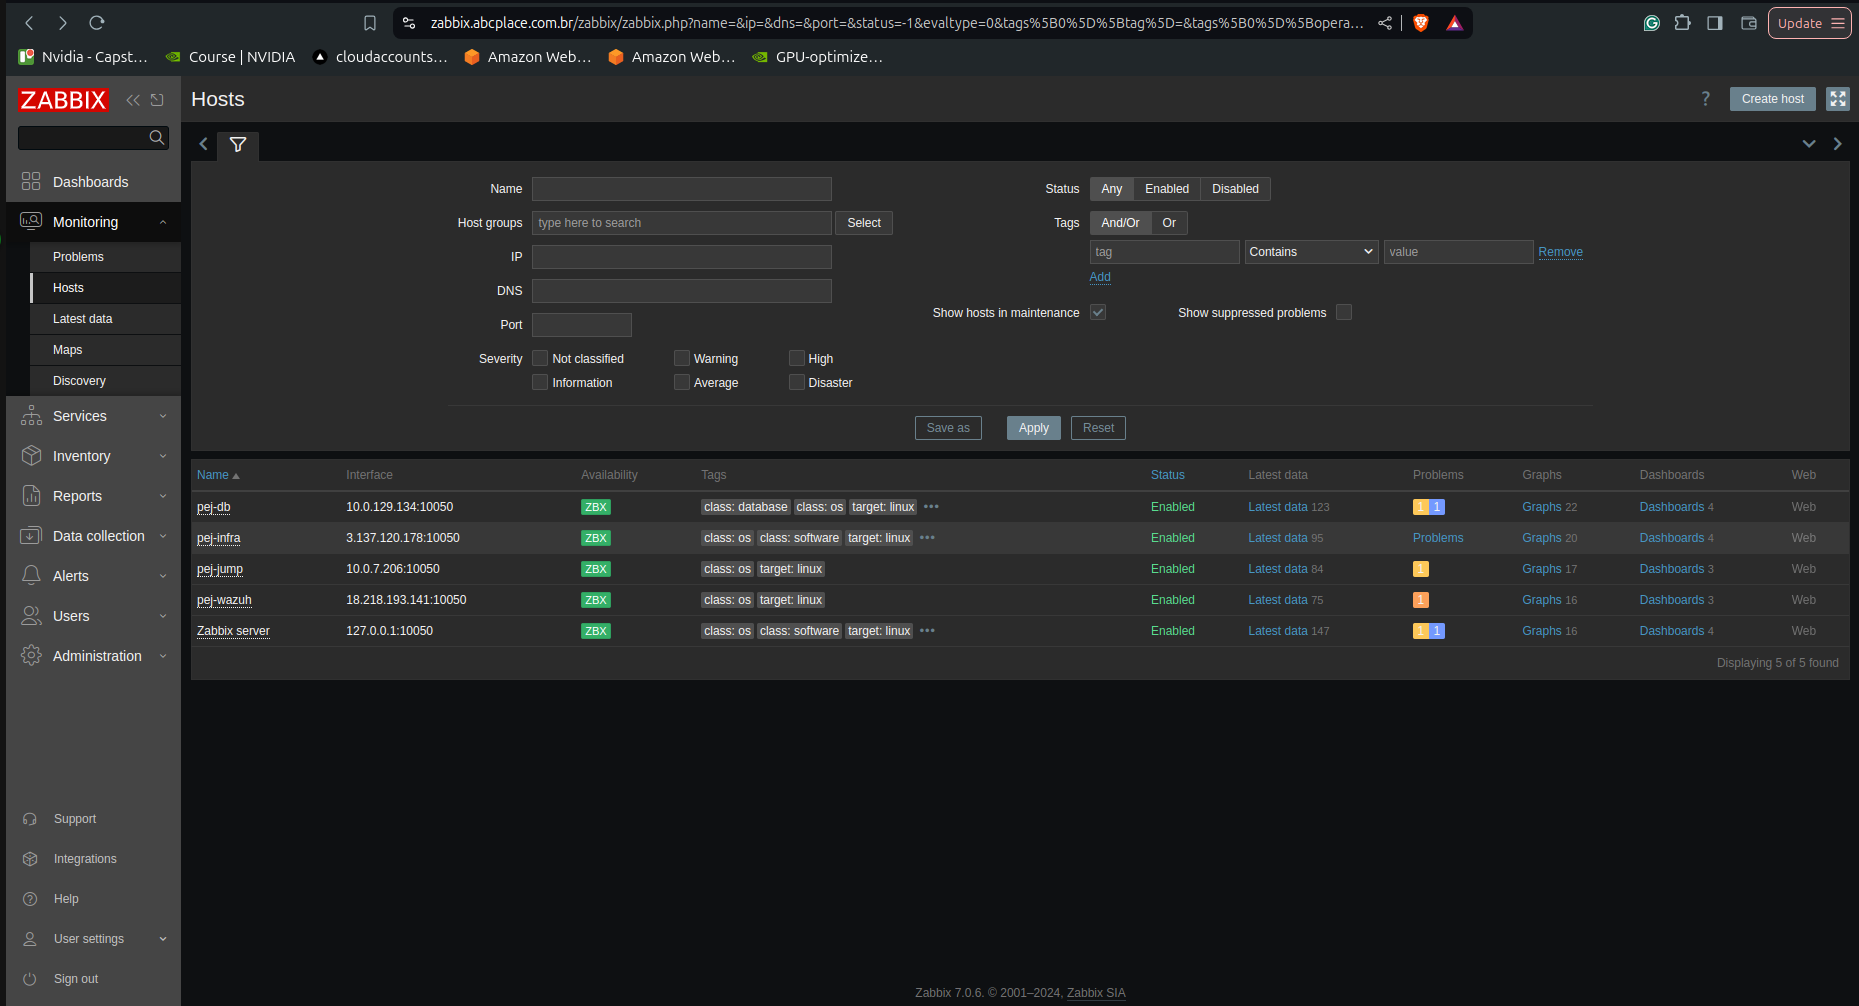 zabbix.abcplace.com.br/zabbix/zabbix.php?name=&ip=&dns=&port=&status=-1&evaltype=0&tags%5B0%5D%5Btag%5D=&tags%5B0%5D%5Bopera...
Update
Nvidia - Capst... Course | NVIDIA cloudaccounts... Amazon Web... Amazon Web... GPU-optimize...
ZABBIX
Dashboards
Monitoring
Problems
Hosts
Latest data
Maps
Discovery
Services
Inventory
Reports
Data collection
Alerts
Users
Administration
Support
Integrations
Help
User settings
Sign out
Hosts
? Create host
Name
Host groups type here to search Select
IP
DNS
Port
Severity Not classified Warning High
Information Average Disaster
Status Any Enabled Disabled
Tags And/Or Or
tag Contains value Remove
Add
Show hosts in maintenance Show suppressed problems
Save as Apply Reset
Name Interface Availability Tags Status Latest data Problems Graphs Dashboards Web
pej-db 10.0.129.134:10050 ZBX class: database class: os target: linux ••• Enabled Latest data 123 1 1 Graphs 22 Dashboards 4 Web
pej-infra 3.137.120.178:10050 ZBX class: os class: software target: linux ••• Enabled Latest data 95 Problems Graphs 20 Dashboards 4 Web
pej-jump 10.0.7.206:10050 ZBX class: os target: linux Enabled Latest data 84 1 Graphs 17 Dashboards 3 Web
pej-wazuh 18.218.193.141:10050 ZBX class: os target: linux Enabled Latest data 75 1 Graphs 16 Dashboards 3 Web
Zabbix server 127.0.0.1:10050 ZBX class: os class: software target: linux ••• Enabled Latest data 147 1 1 Graphs 16 Dashboards 4 Web
Displaying 5 of 5 found
Zabbix 7.0.6. © 2001–2024, Zabbix SIA